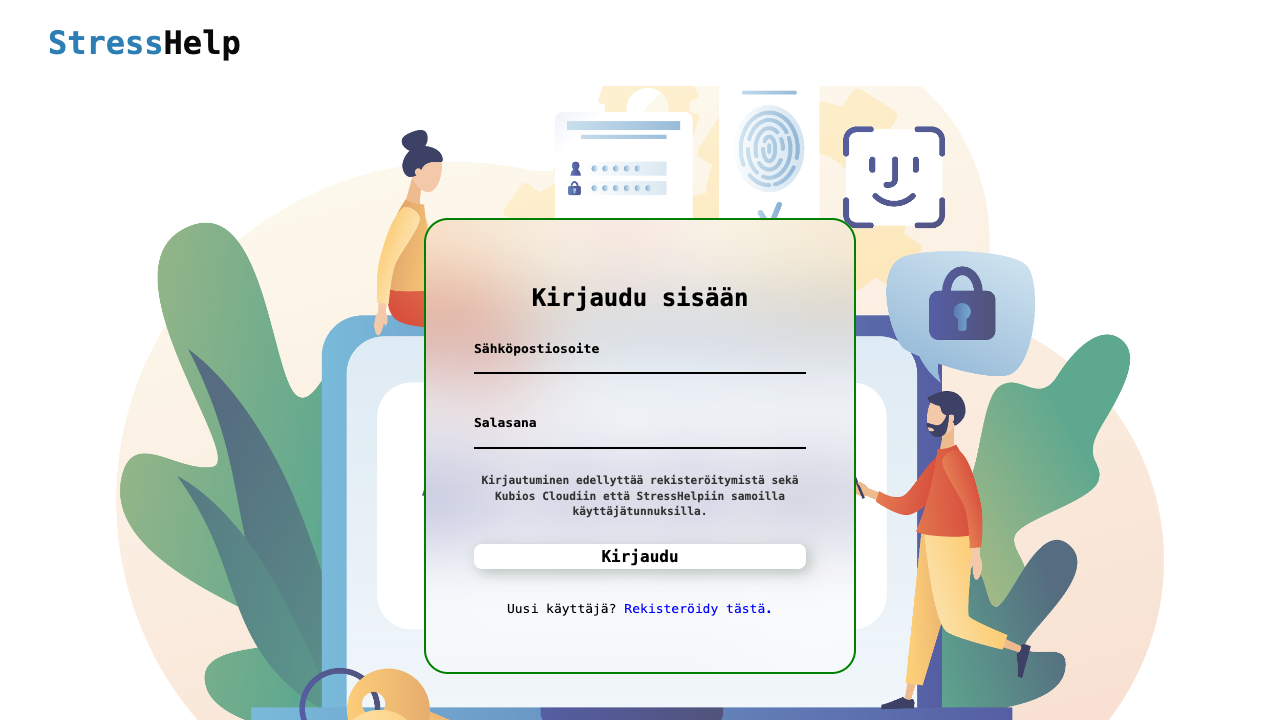 StressHelp
Kirjaudu sisään
Sähköpostiosoite
Salasana
Kirjautuminen edellyttää rekisteröitymistä sekä
Kubios Cloudiin että StressHelpiin samoilla
käyttäjätunnuksilla.
Kirjaudu
Uusi käyttäjä? Rekisteröidy tästä.